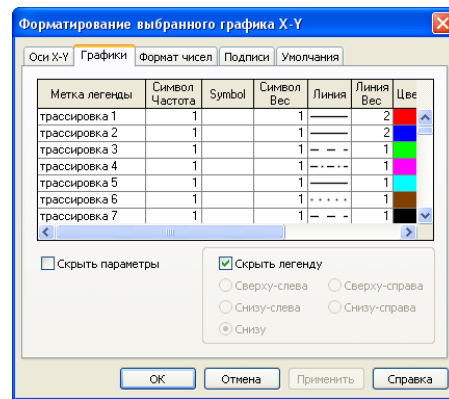 Форматирование выбранного графика X-Y
Оси X-Y Графики Формат чисел Подписи Умолчания
Метка легенды Символ Частота Symbol Символ Вес Линия Линия Вес Цве
трассировка 1 1 1 2
трассировка 2 1 1 2
трассировка 3 1 1 1
трассировка 4 1 1 1
трассировка 5 1 1 1
трассировка 6 1 1 1
трассировка 7 1 1 1
Скрыть параметры
Скрыть легенду
Сверху-слева Сверху-справа
Снизу-слева Снизу-справа
Снизу
OK Отмена Применить Справка